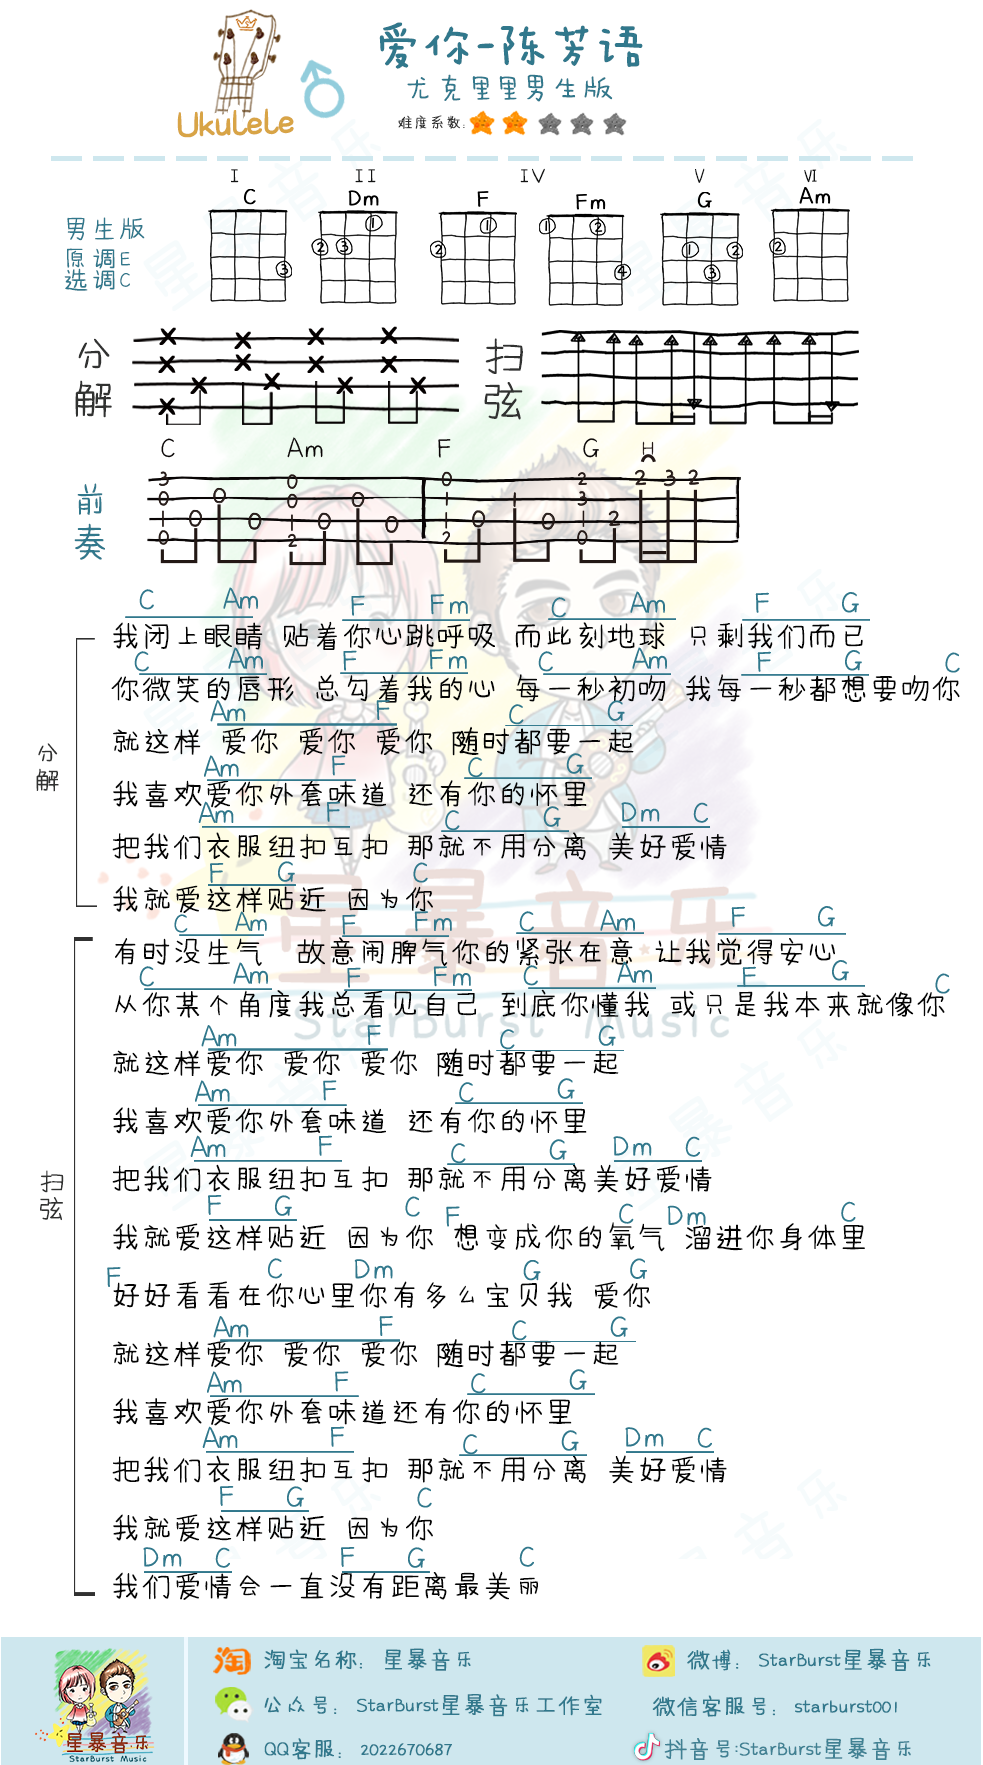 爱你-陈芳语
尤克里里男生版
Ukulele
难度系数:
I II IV V VI
C Dm F Fm G Am
男生版
原调E
选调C
分解
扫弦
C Am F G H
前奏
C Am F Fm C Am F G
我闭上眼睛 贴着你心跳呼吸 而此刻地球 只剩我们而已
C Am F Fm C Am F G C
你微笑的唇形 总勾着我的心 每一秒初吻 我每一秒都想要吻你
Am F C G
就这样 爱你 爱你 爱你 随时都要一起
分解
Am F C G
我喜欢爱你外套味道 还有你的怀里
Am F C G Dm C
把我们衣服纽扣互扣 那就不用分离 美好爱情
F G C
我就爱这样贴近 因为你
C Am F Fm C Am F G
有时没生气 故意闹脾气你的紧张在意 让我觉得安心
C Am F Fm C Am F G C
从你某个角度我总看见自己 到底你懂我 或只是我本来就像你
Am F C G
就这样爱你 爱你 爱你 随时都要一起
Am F C G
我喜欢爱你外套味道 还有你的怀里
Am F C G Dm C
把我们衣服纽扣互扣 那就不用分离美好爱情
扫弦
F G C F C Dm C
我就爱这样贴近 因为你 想变成你的氧气 溜进你身体里
F C Dm G G
好好看看在你心里你有多么宝贝我 爱你
Am F C G
就这样爱你 爱你 爱你 随时都要一起
Am F C G
我喜欢爱你外套味道还有你的怀里
Am F C G Dm C
把我们衣服纽扣互扣 那就不用分离 美好爱情
F G C
我就爱这样贴近 因为你
Dm C F G C
我们爱情会一直没有距离最美丽
星暴音乐
StarBurst Music
淘 淘宝名称: 星暴音乐
微博: StarBurst星暴音乐
公众号: StarBurst星暴音乐工作室
微信客服号: starburst001
QQ客服: 2022670687
抖音号:StarBurst星暴音乐
星暴音乐
StarBurst Music